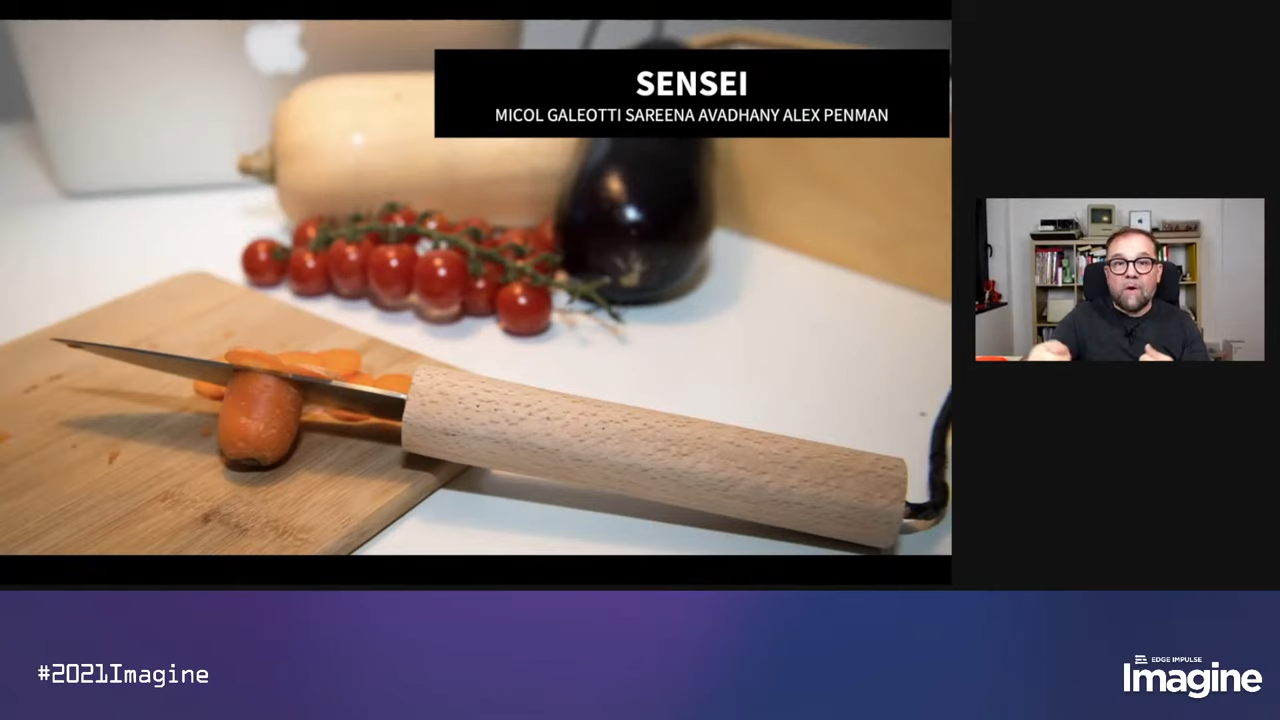 SENSEI
MICOL GALEOTTI SAREENA AVADHANY ALEX PENMAN
#2021Imagine
EDGE IMPULSE
Imagine